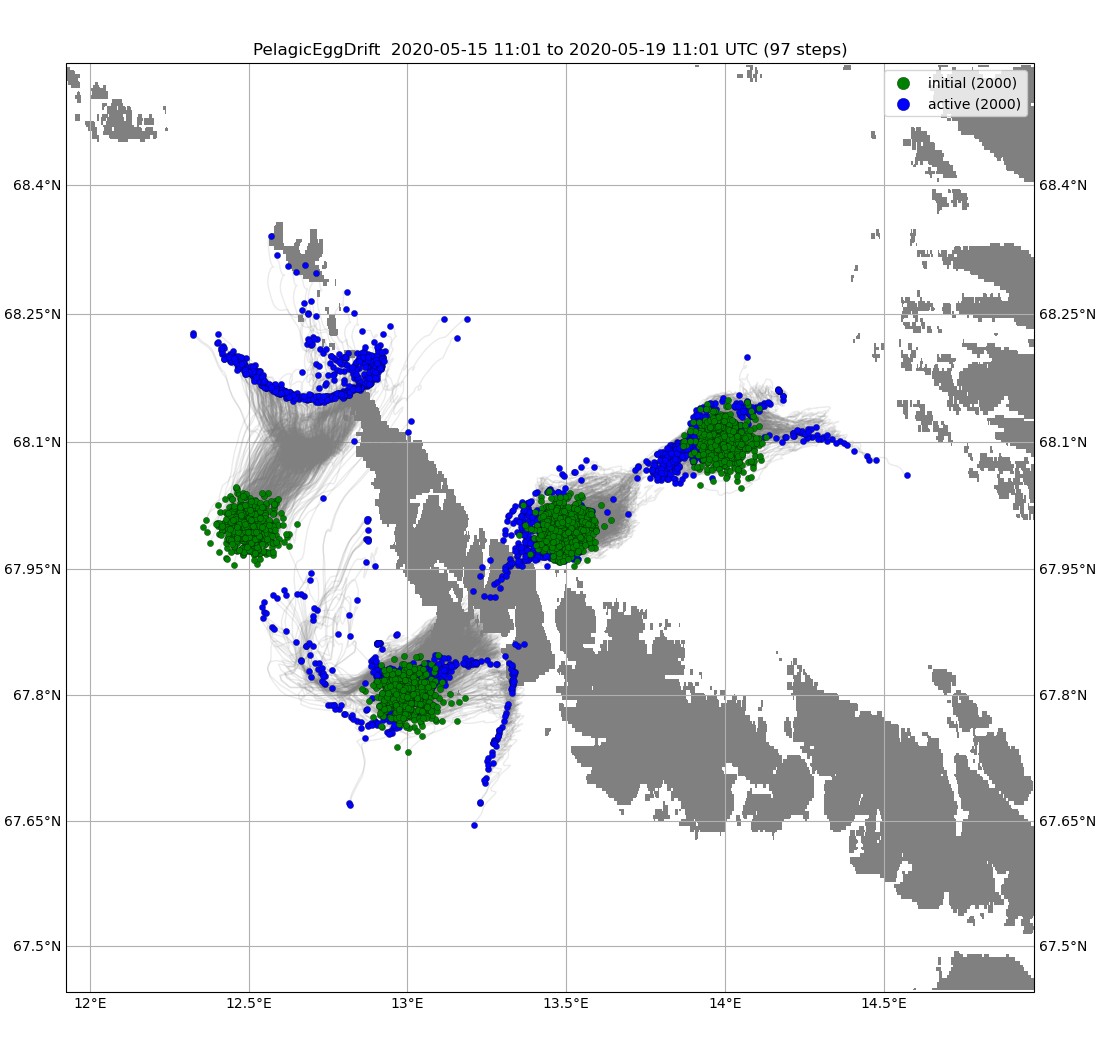 PelagicEggDrift  2020-05-15 11:01 to 2020-05-19 11:01 UTC (97 steps)
initial (2000)
active (2000)
68.4°N 68.4°N
68.25°N 68.25°N
68.1°N 68.1°N
67.95°N 67.95°N
67.8°N 67.8°N
67.65°N 67.65°N
67.5°N 67.5°N
12°E 12.5°E 13°E 13.5°E 14°E 14.5°E